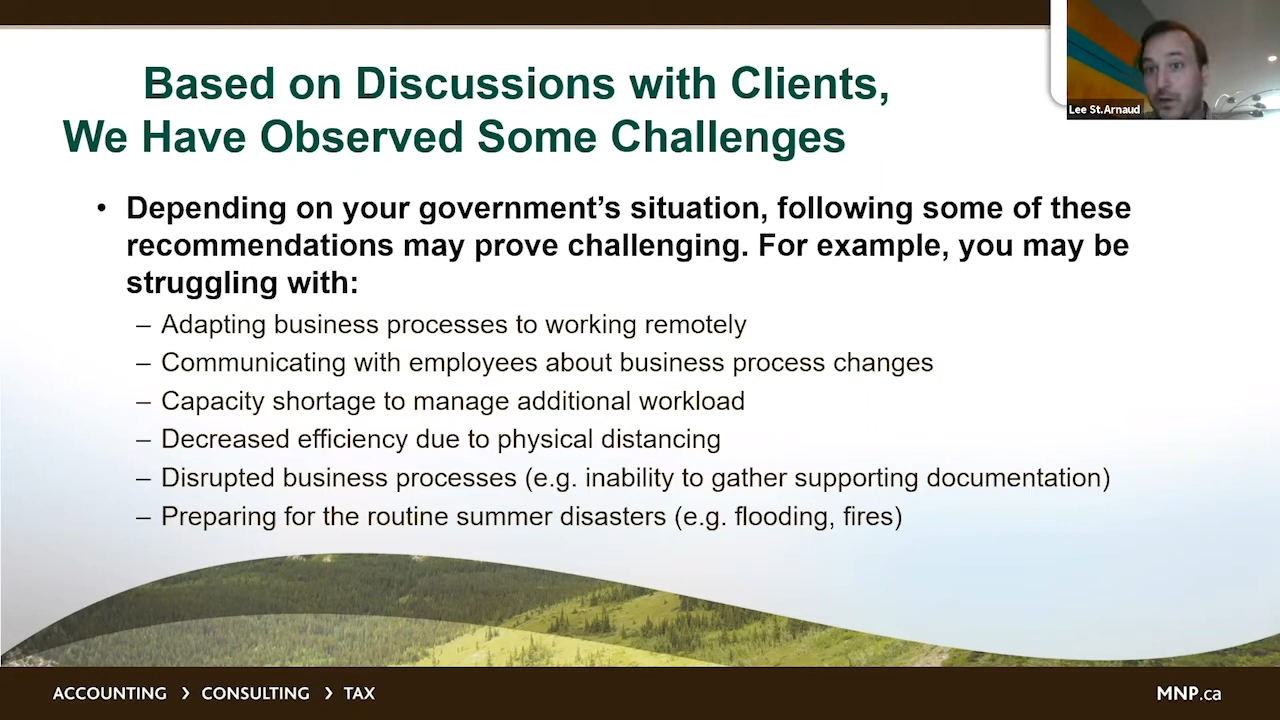 Based on Discussions with Clients,
We Have Observed Some Challenges
Lee St.Arnaud
• Depending on your government’s situation, following some of these
recommendations may prove challenging. For example, you may be
struggling with:
– Adapting business processes to working remotely
– Communicating with employees about business process changes
– Capacity shortage to manage additional workload
– Decreased efficiency due to physical distancing
– Disrupted business processes (e.g. inability to gather supporting documentation)
– Preparing for the routine summer disasters (e.g. flooding, fires)
ACCOUNTING › CONSULTING › TAX
MNP.ca